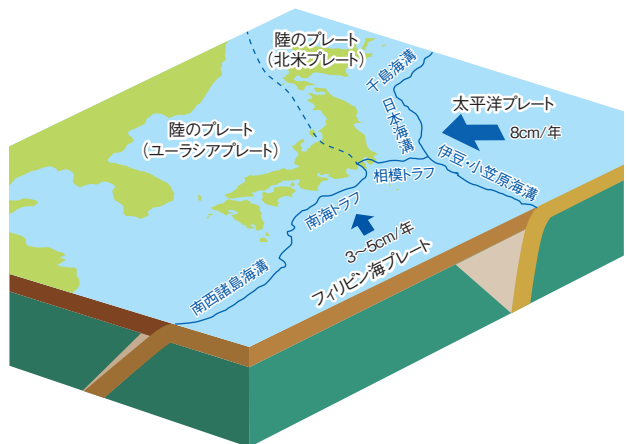 陸のプレート
（北米プレート）
千島海溝
日本海溝
太平洋プレート
8cm/年
陸のプレート
（ユーラシアプレート）
相模トラフ
伊豆・小笠原海溝
南海トラフ
3～5cm/年
フィリピン海プレート
南西諸島海溝